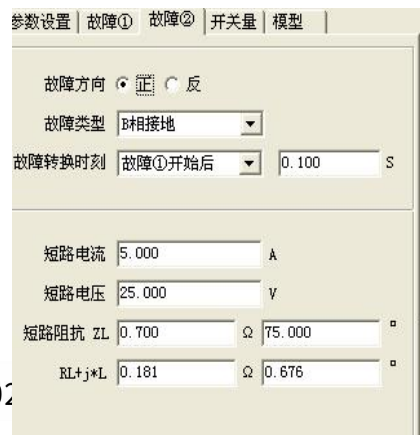 参数设置 故障① 故障② 开关量 模型
故障方向 正 反
故障类型 B相接地
故障转换时刻 故障①开始后 0.100 S
短路电流 5.000 A
短路电压 25.000 V
短路阻抗 ZL 0.700 Ω 75.000 °
RL+j*L 0.181 Ω 0.676 °